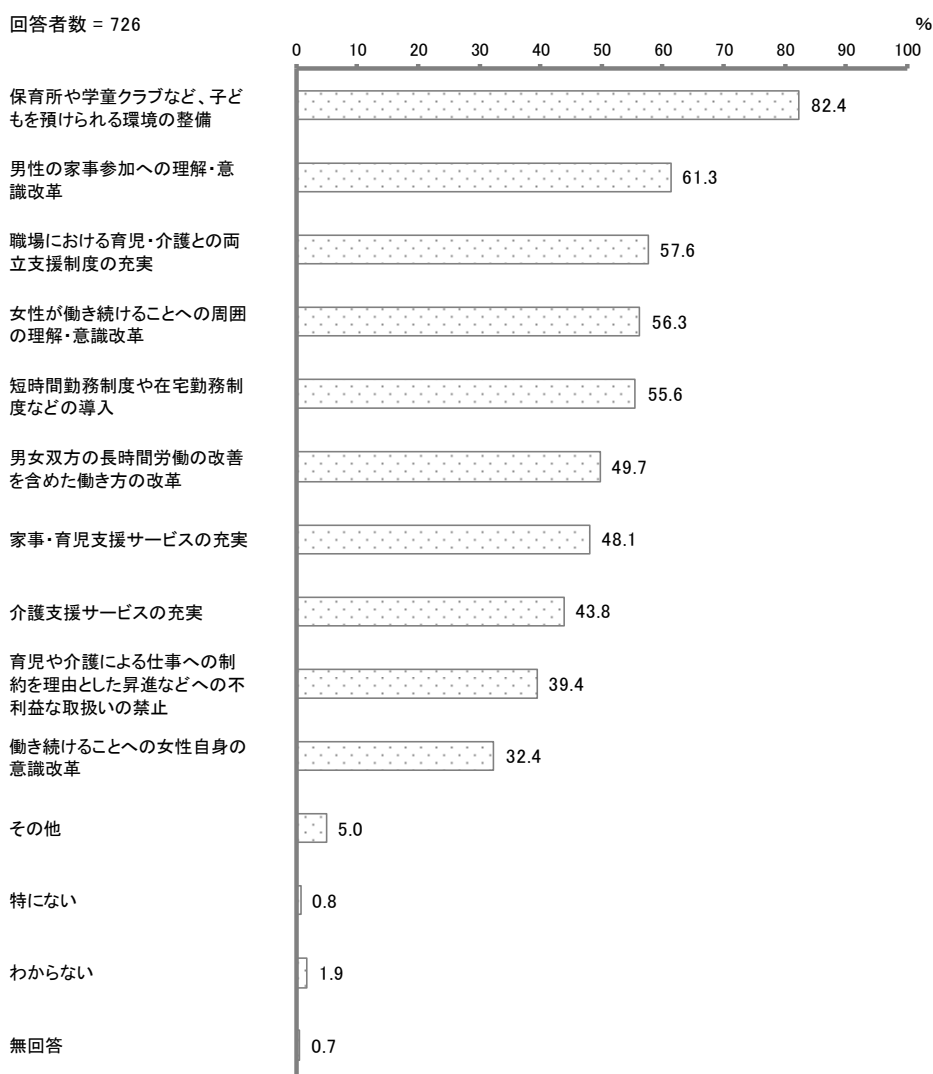 回答者数 = 726
%
0 10 20 30 40 50 60 70 80 90 100
保育所や学童クラブなど、子ど
もを預けられる環境の整備
82.4
男性の家事参加への理解・意
識改革
61.3
職場における育児・介護との両
立支援制度の充実
57.6
女性が働き続けることへの周囲
の理解・意識改革
56.3
短時間勤務制度や在宅勤務制
度などの導入
55.6
男女双方の長時間労働の改善
を含めた働き方の改革
49.7
家事・育児支援サービスの充実
48.1
介護支援サービスの充実
43.8
育児や介護による仕事への制
約を理由とした昇進などへの不
利益な取扱いの禁止
39.4
働き続けることへの女性自身の
意識改革
32.4
その他
5.0
特にない
0.8
わからない
1.9
無回答
0.7